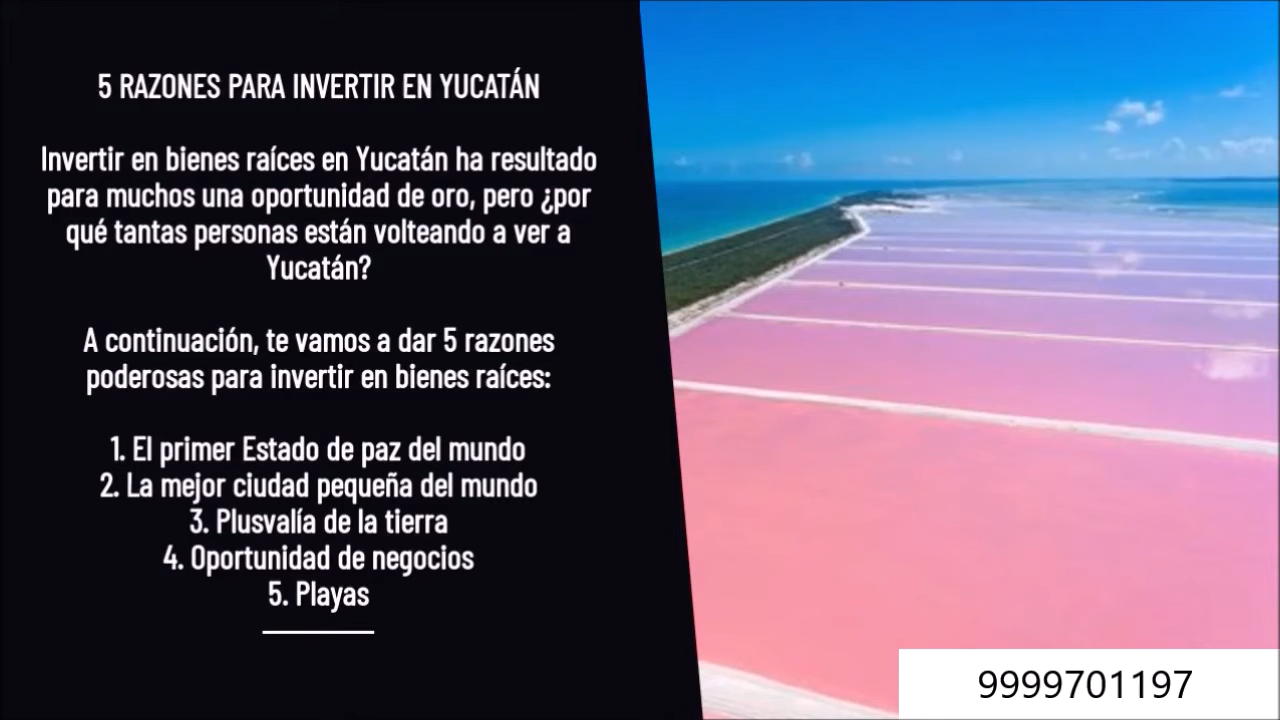 5 RAZONES PARA INVERTIR EN YUCATÁN
Invertir en bienes raíces en Yucatán ha resultado
para muchos una oportunidad de oro, pero ¿por
qué tantas personas están volteando a ver a
Yucatán?
A continuación, te vamos a dar 5 razones
poderosas para invertir en bienes raíces:
1. El primer Estado de paz del mundo
2. La mejor ciudad pequeña del mundo
3. Plusvalía de la tierra
4. Oportunidad de negocios
5. Playas
9999701197